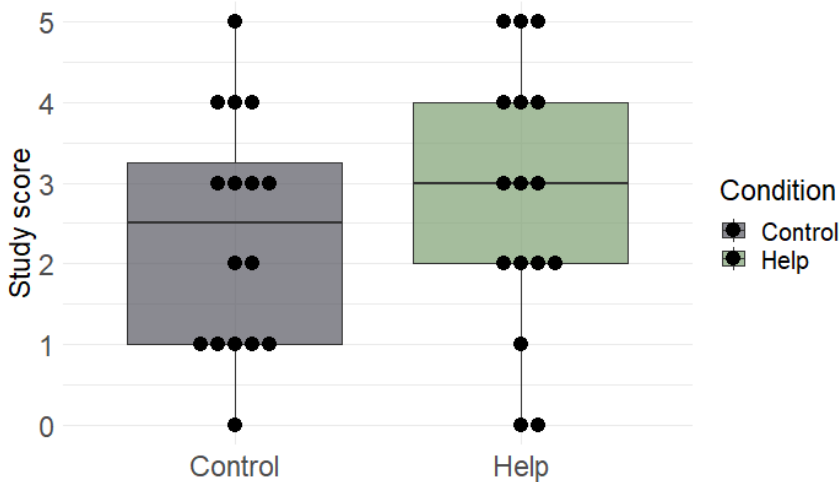 Study score
5
4
3
2
1
0
Control
Help
Condition
Control
Help